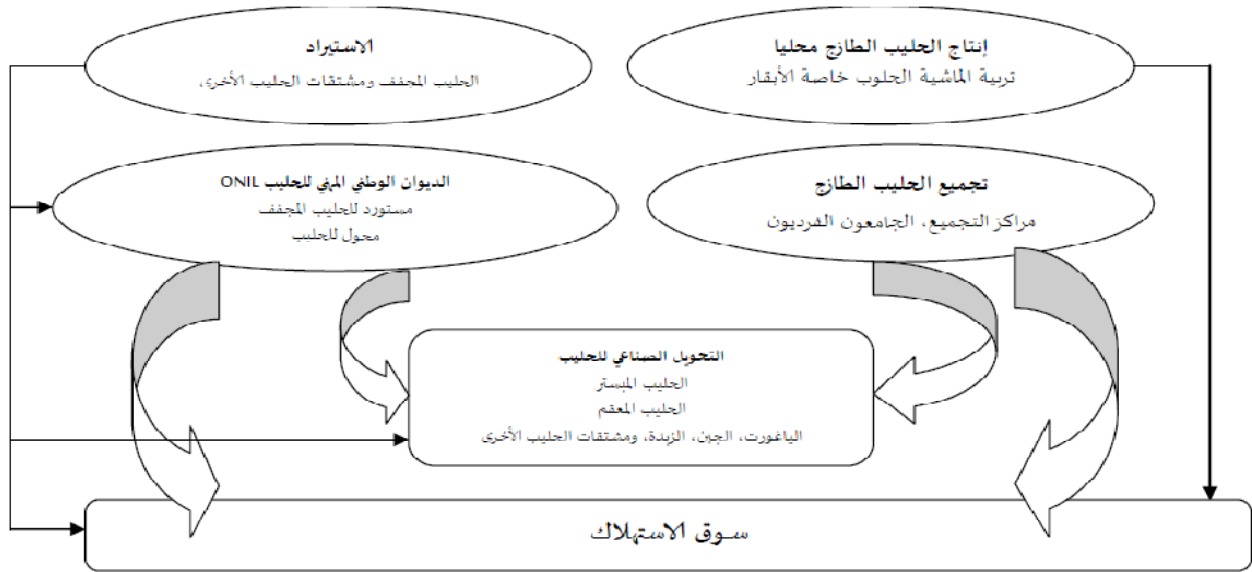 إنتاج الحليب الطازج محليا
تربية الماشية الحلوب خاصة الأبقار
الاستيراد
الحليب المجفف ومشتقات الحليب الأخرى
تجميع الحليب الطازج
مراكز التجميع، الجامعون الفرديون
الديوان الوطني المهني للحليب ONIL
مستورد للحليب المجفف
محول للحليب
التحويل الصناعي للحليب
الحليب المبستر
الحليب المعقم
الياغورت، الجبن، الزبدة، ومشتقات الحليب الأخرى
سوق الاستهلاك